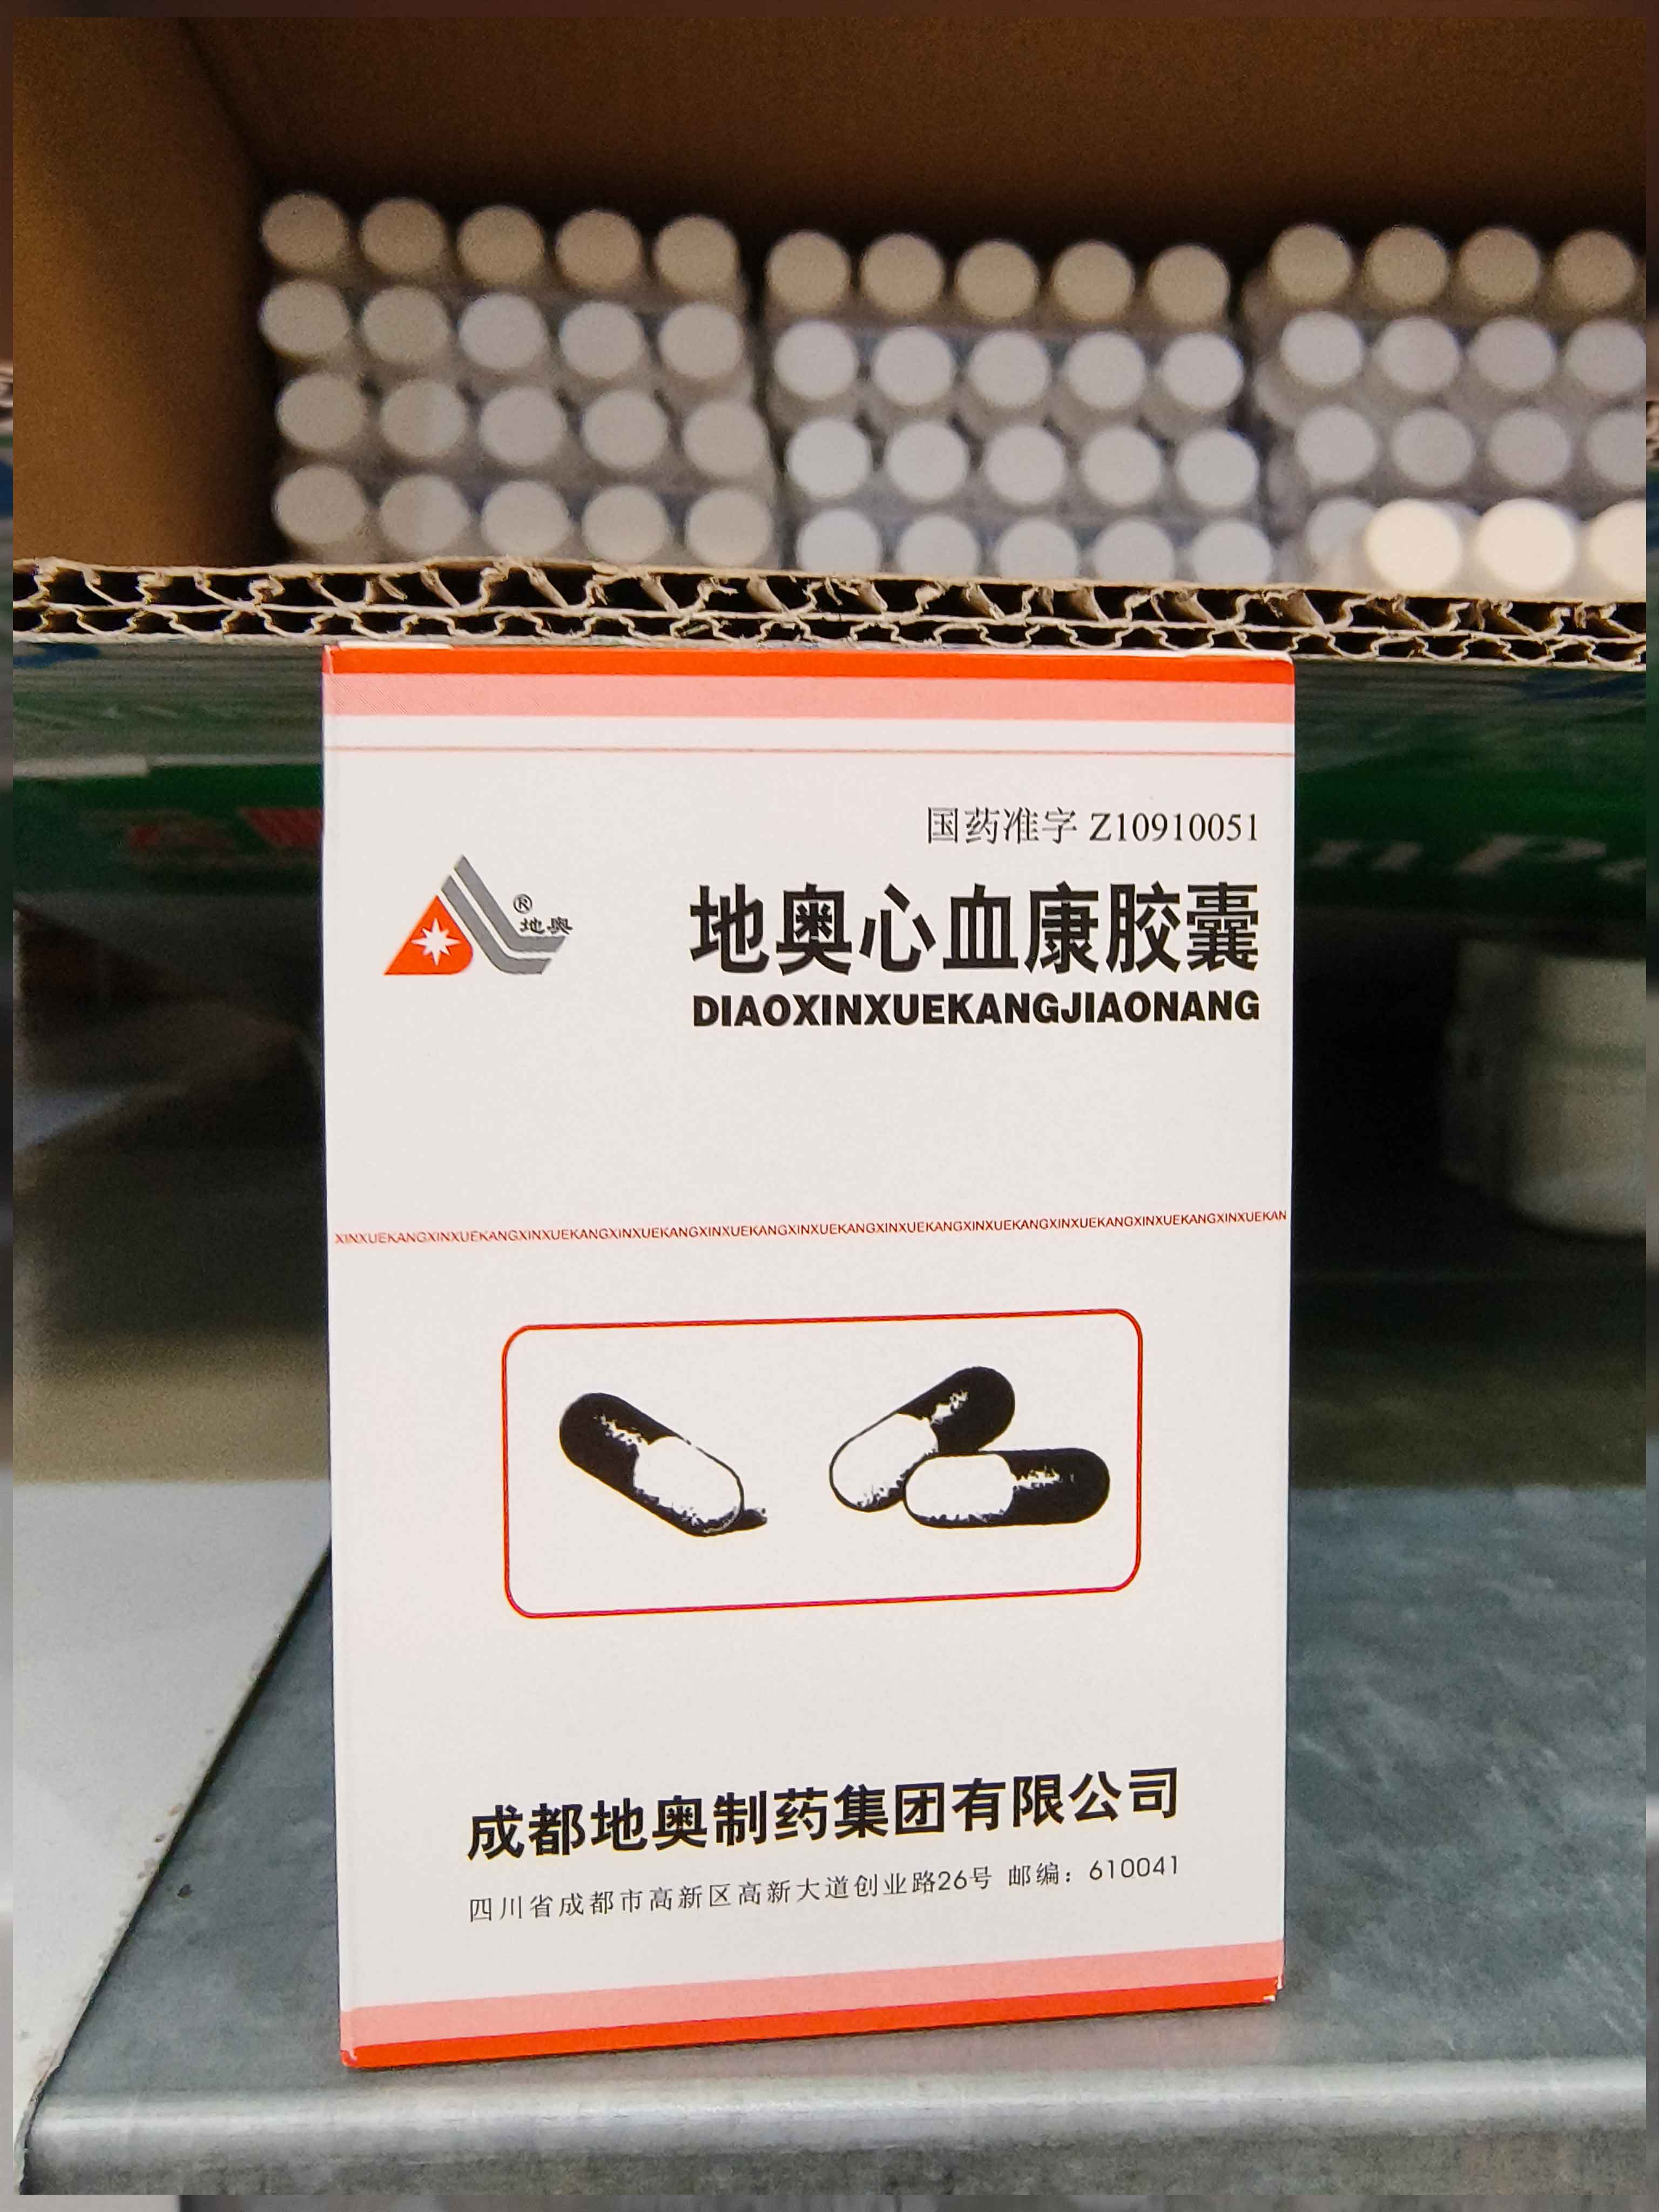 国药准字 Z10910051
®
地奥
地奥心血康胶囊
DIAOXINXUEKANGJIAONANG
XINXUEKANGXINXUEKANGXINXUEKANGXINXUEKANGXINXUEKANGXINXUEKANGXINXUEKANGXINXUEKANGXINXUEKANGXINXUEKANGXINXUEKAN
成都地奥制药集团有限公司
四川省成都市高新区高新大道创业路26号 邮编：610041